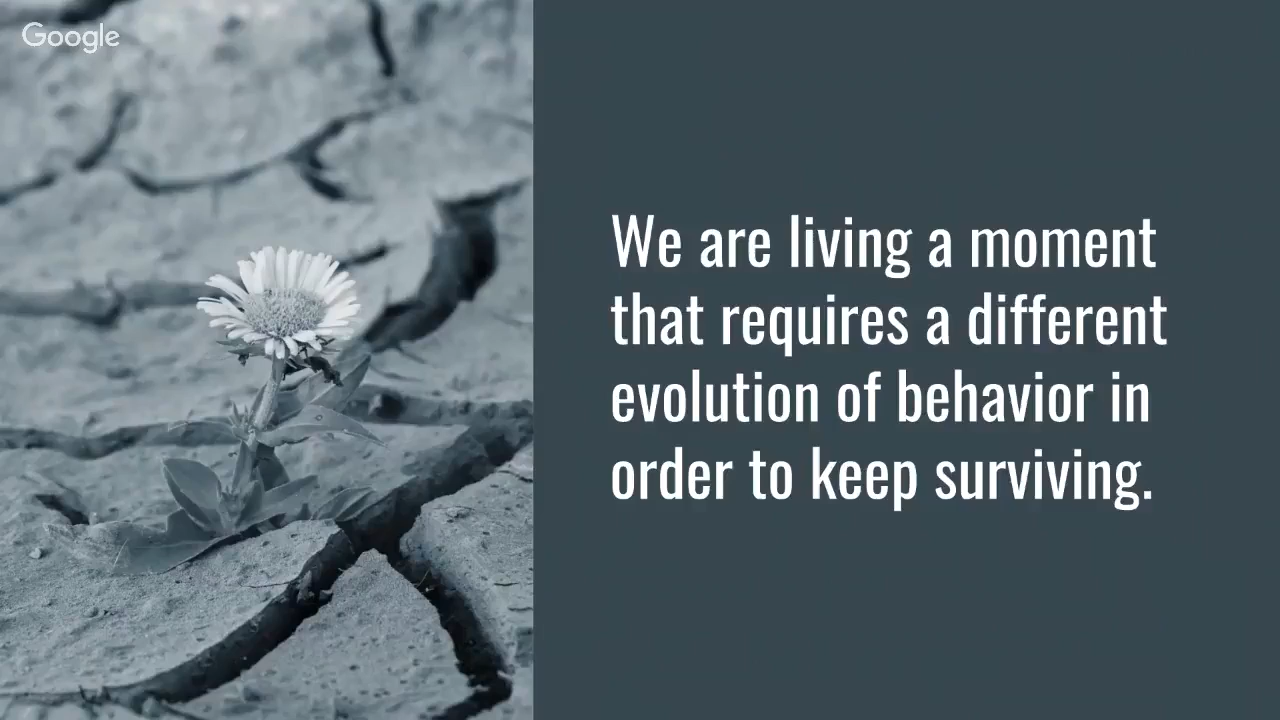 Google
We are living a moment
that requires a different
evolution of behavior in
order to keep surviving.